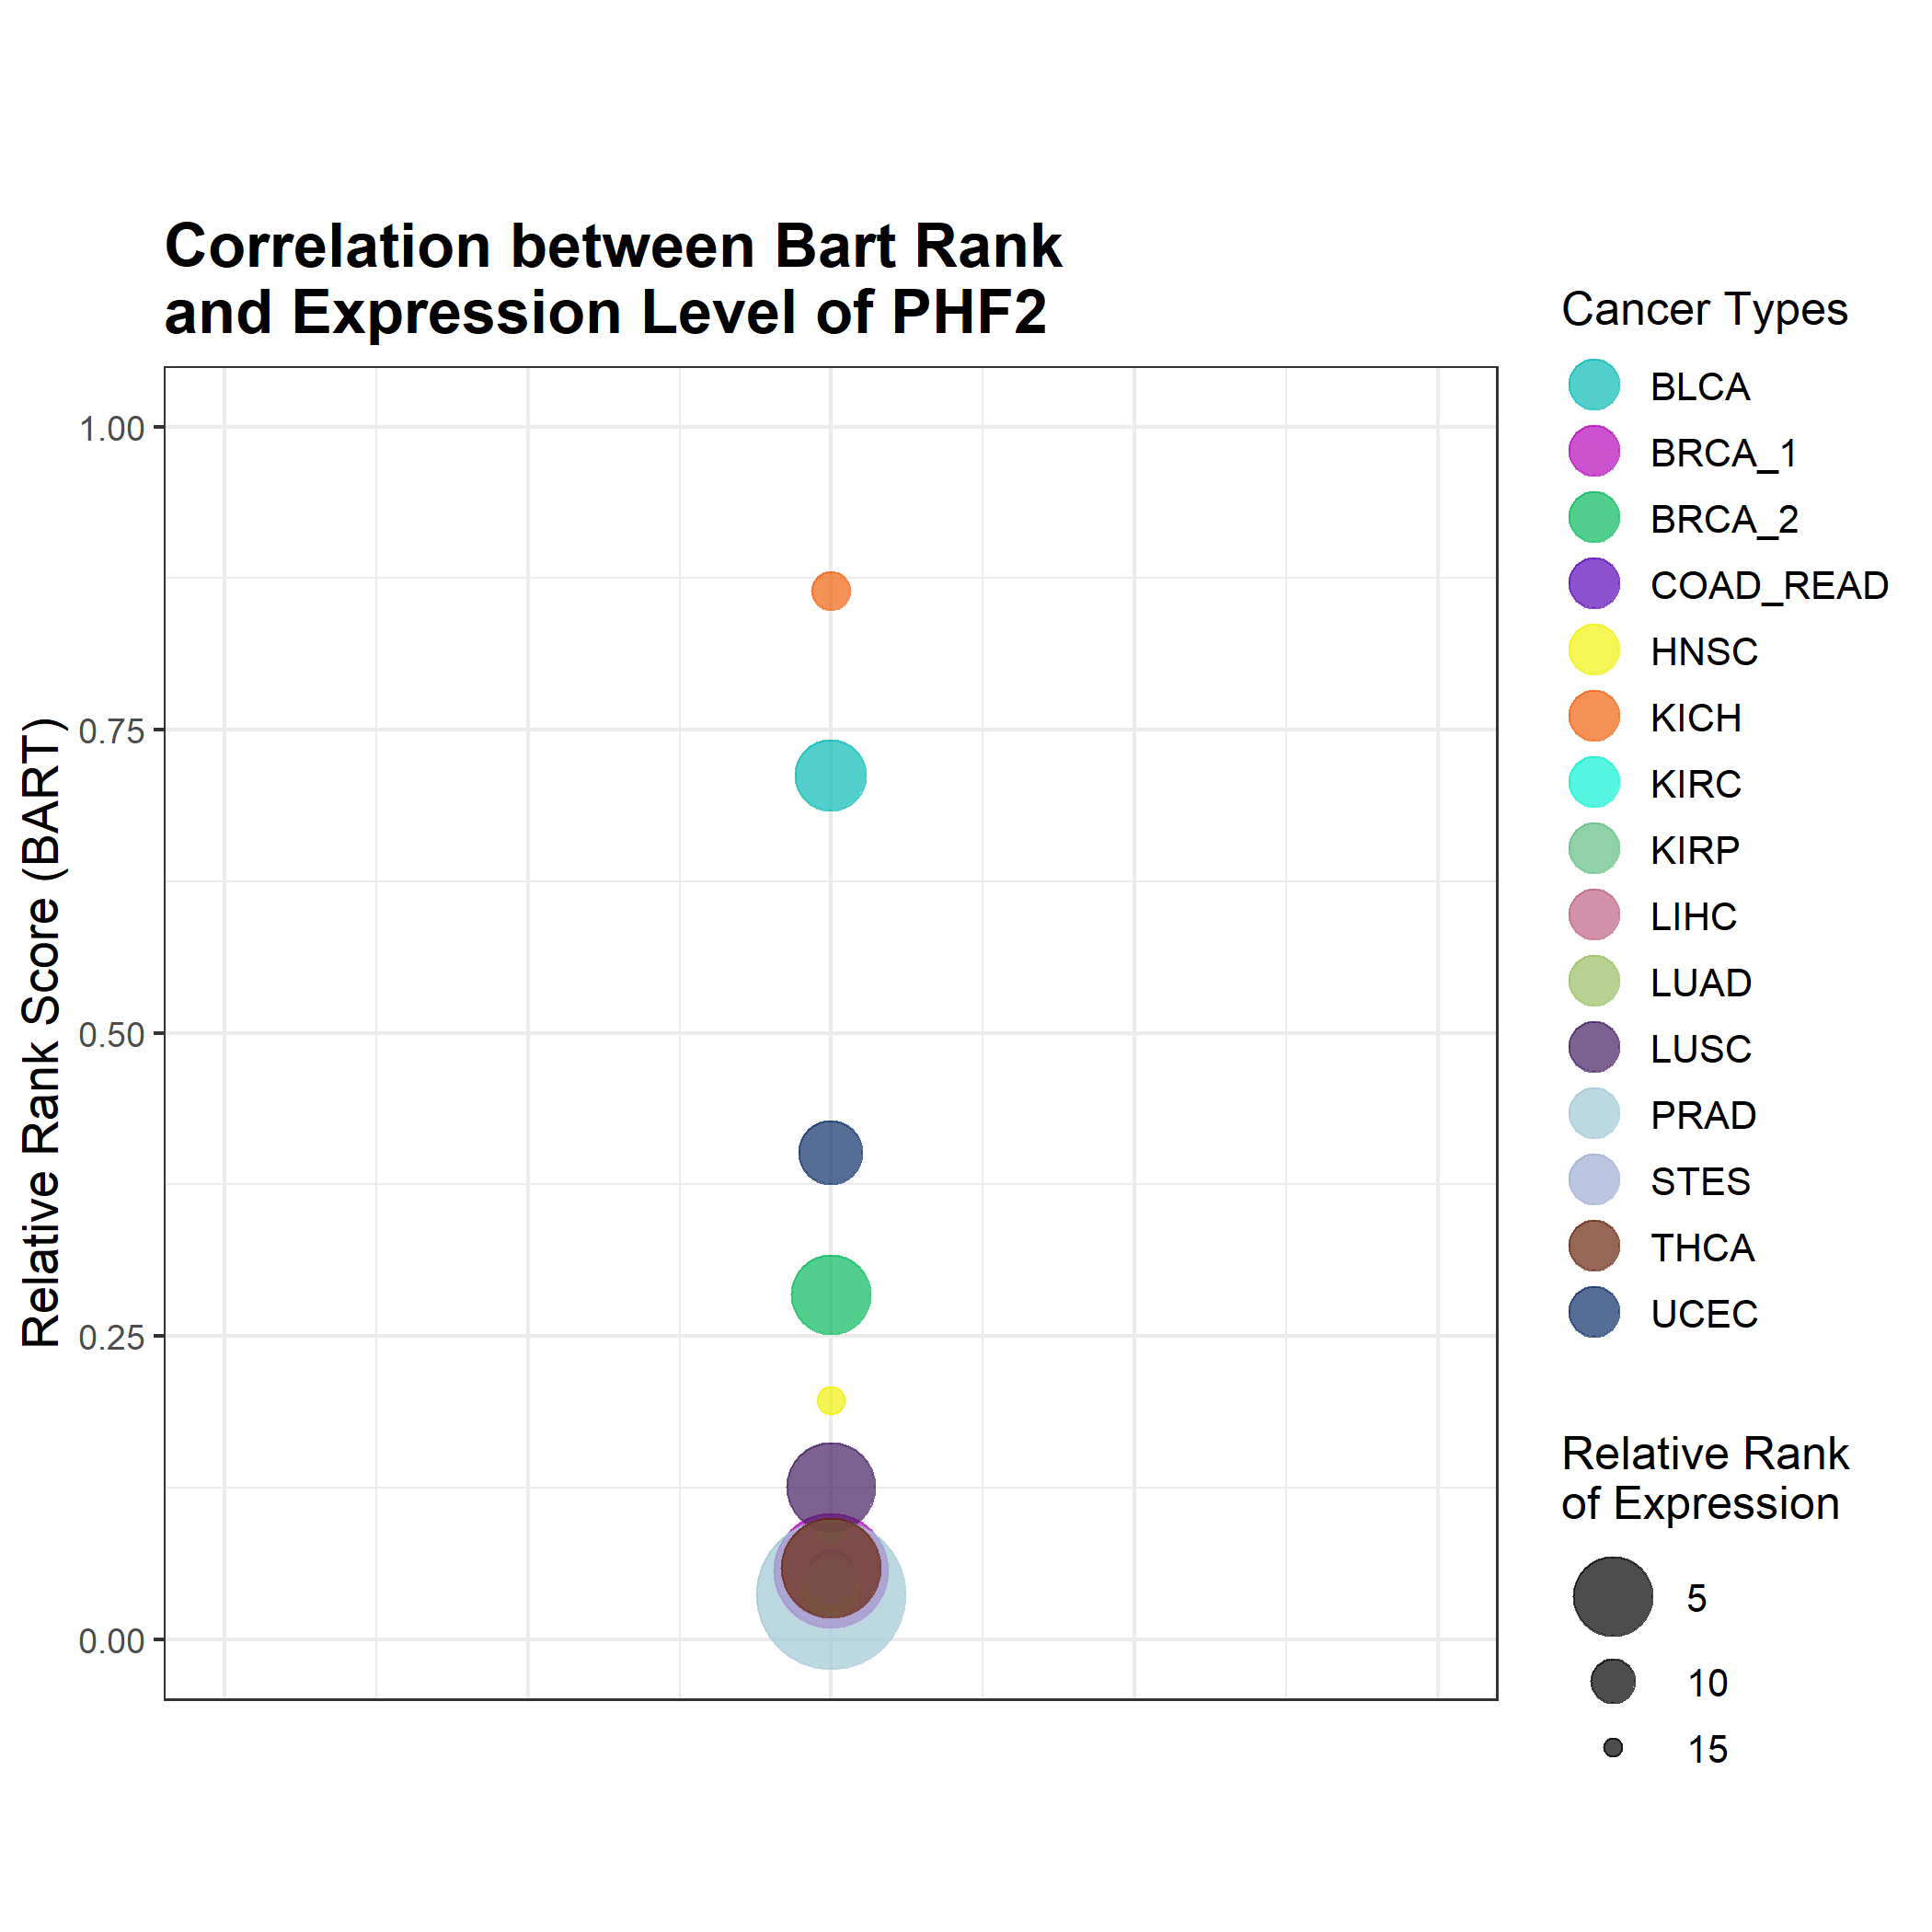 Correlation between Bart Rank
and Expression Level of PHF2
Relative Rank Score (BART)
1.00
0.75
0.50
0.25
0.00
Cancer Types
BLCA
BRCA_1
BRCA_2
COAD_READ
HNSC
KICH
KIRC
KIRP
LIHC
LUAD
LUSC
PRAD
STES
THCA
UCEC
Relative Rank
of Expression
5
10
15